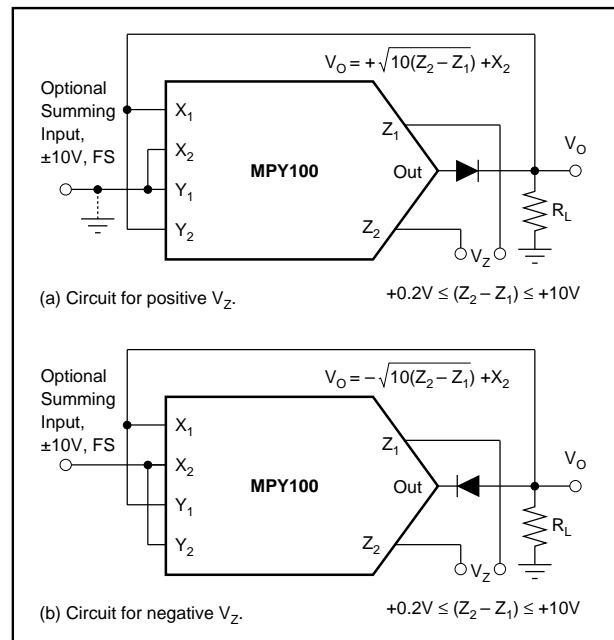 V_O = +√10(Z_2 – Z_1) +X_2
Optional
Summing
Input,
±10V, FS
X_1
X_2
Y_1
Y_2
MPY100
Z_1
Out
Z_2
V_O
R_L
V_Z
(a) Circuit for positive V_Z.
+0.2V ≤ (Z_2 – Z_1) ≤ +10V
V_O = –√10(Z_2 – Z_1) +X_2
Optional
Summing
Input,
±10V, FS
X_1
X_2
Y_1
Y_2
MPY100
Z_1
Out
Z_2
V_O
R_L
V_Z
(b) Circuit for negative V_Z.
+0.2V ≤ (Z_2 – Z_1) ≤ +10V